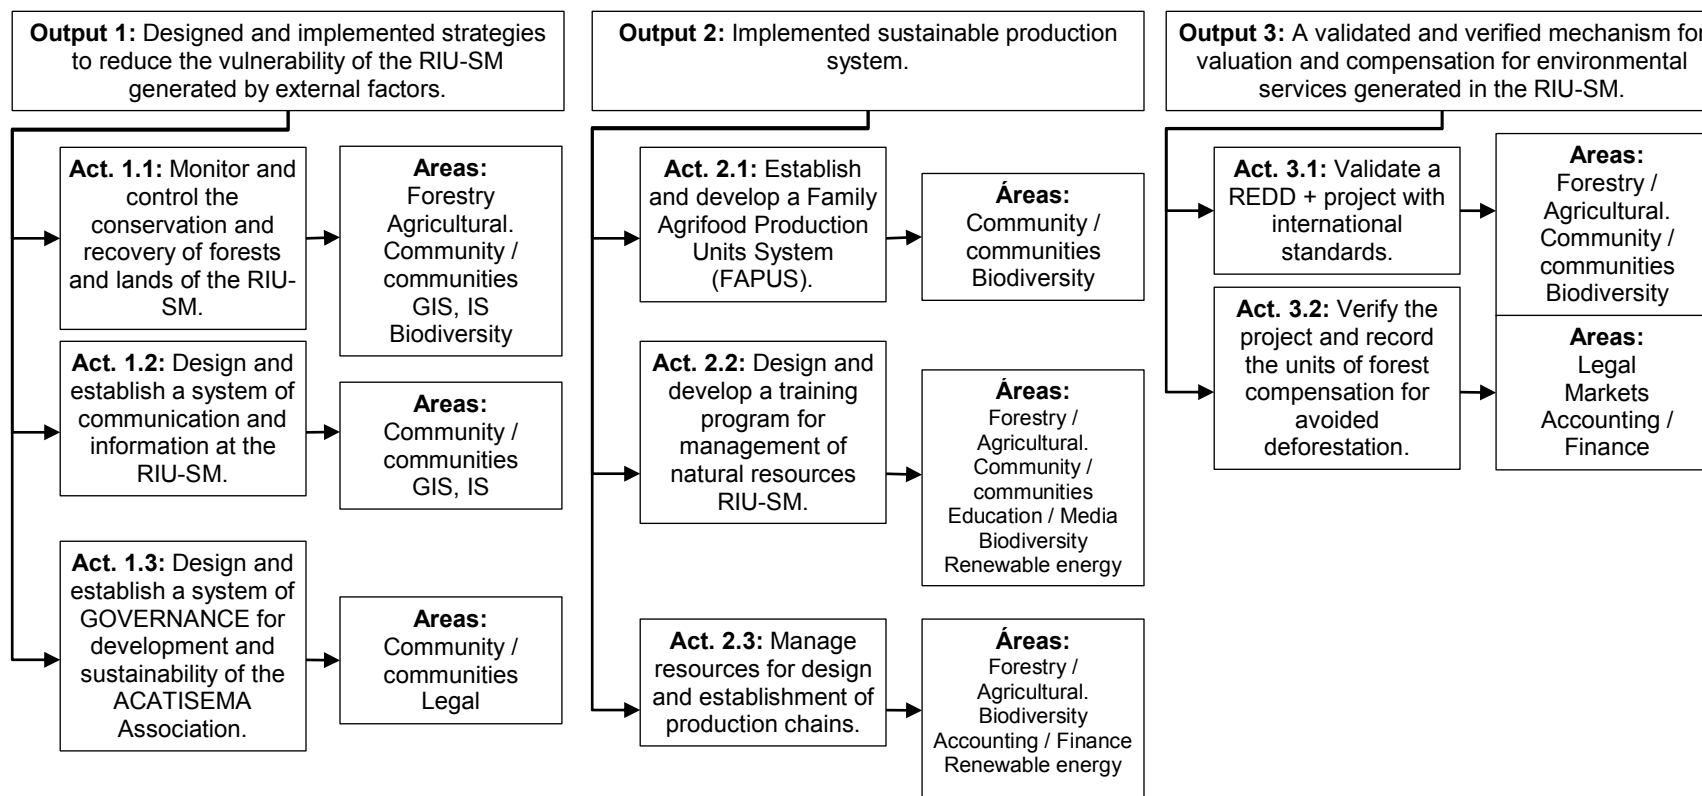 Output 1: Designed and implemented strategies
to reduce the vulnerability of the RIU-SM
generated by external factors.
Act. 1.1: Monitor and
control the
conservation and
recovery of forests
and lands of the RIU-
SM.
Areas:
Forestry
Agricultural.
Community /
communities
GIS, IS
Biodiversity
Act. 1.2: Design and
establish a system of
communication and
information at the
RIU-SM.
Areas:
Community /
communities
GIS, IS
Act. 1.3: Design and
establish a system of
GOVERNANCE for
development and
sustainability of the
ACATISEMA
Association.
Areas:
Community /
communities
Legal
Output 2: Implemented sustainable production
system.
Act. 2.1: Establish
and develop a Family
Agrifood Production
Units System
(FAPUS).
Áreas:
Community /
communities
Biodiversity
Act. 2.2: Design and
develop a training
program for
management of
natural resources
RIU-SM.
Áreas:
Forestry /
Agricultural.
Community /
communities
Education / Media
Biodiversity
Renewable energy
Act. 2.3: Manage
resources for design
and establishment of
production chains.
Áreas:
Forestry /
Agricultural.
Biodiversity
Accounting / Finance
Renewable energy
Output 3: A validated and verified mechanism for
valuation and compensation for environmental
services generated in the RIU-SM.
Act. 3.1: Validate a
REDD + project with
international
standards.
Areas:
Forestry /
Agricultural.
Community /
communities
Biodiversity
Act. 3.2: Verify the
project and record
the units of forest
compensation for
avoided
deforestation.
Areas:
Legal
Markets
Accounting /
Finance